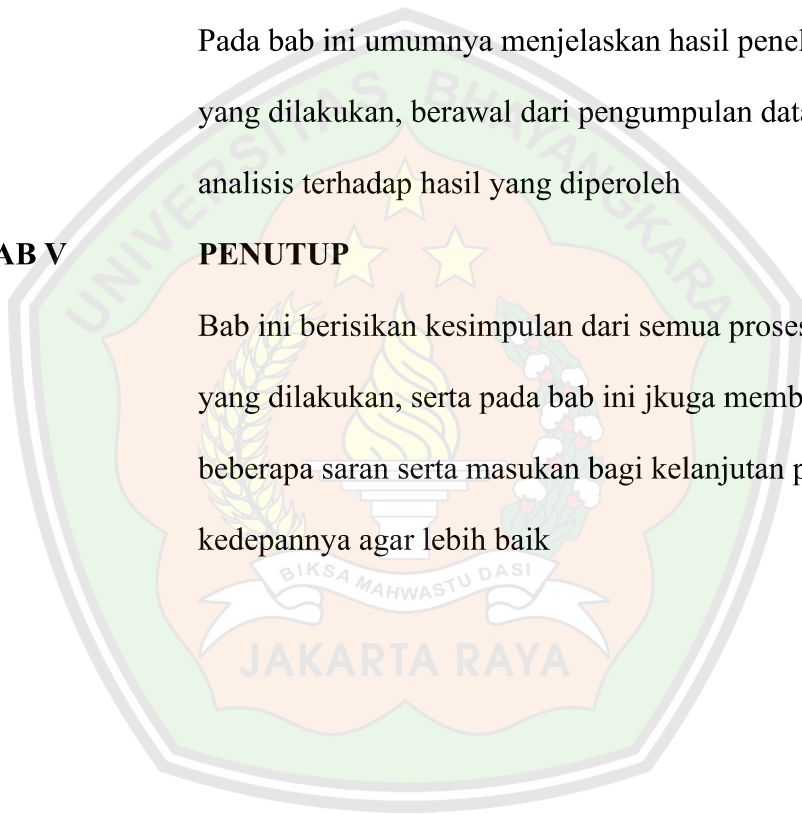 Pada bab ini umumnya menjelaskan hasil penel
yang dilakukan, berawal dari pengumpulan data
analisis terhadap hasil yang diperoleh
AB V PENUTUP
Bab ini berisikan kesimpulan dari semua proses
yang dilakukan, serta pada bab ini jkuga memb
beberapa saran serta masukan bagi kelanjutan p
kedepannya agar lebih baik
UNIVERSITAS BHAYANGKARA
BIKSA MAHWASTU DASI
JAKARTA RAYA